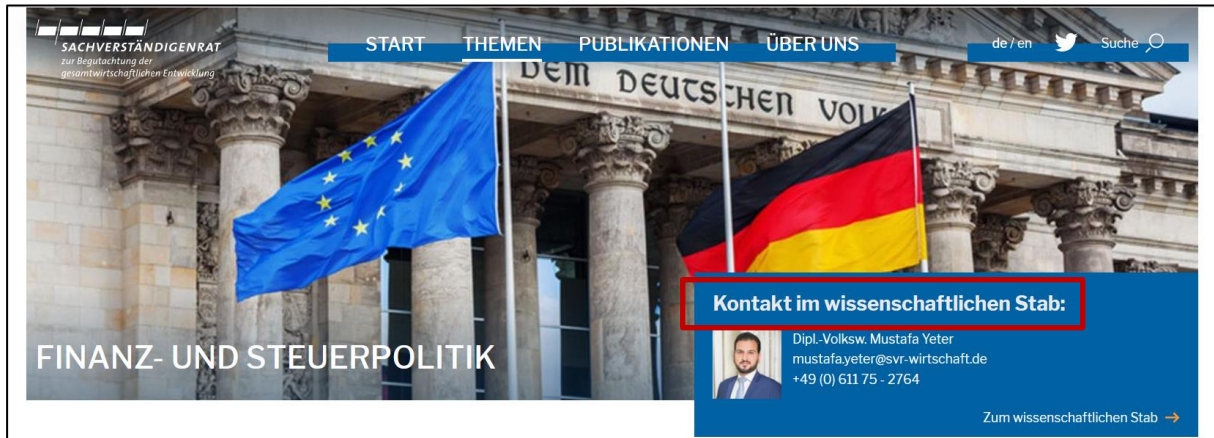 SACHVERSTÄNDIGENRAT
zur Begutachtung der
gesamtwirtschaftlichen Entwicklung
START THEMEN PUBLIKATIONEN ÜBER UNS
de / en Suche
DEM DEUTSCHEN VOLK
FINANZ- UND STEUERPOLITIK
Kontakt im wissenschaftlichen Stab:
Dipl.-Volksw. Mustafa Yeter
mustafa.yeter@svr-wirtschaft.de
+49 (0) 611 75 - 2764
Zum wissenschaftlichen Stab →